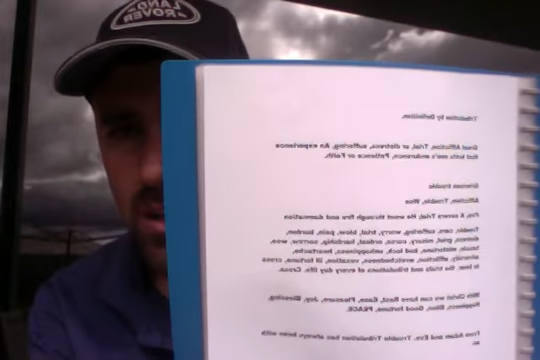 LAND
ROVER
Tribulation by Definition.
Great Affliction, Trial, or distress, suffering, An experience
that tests one's endurance, Patience or Faith.
Grievous trouble
Affliction, Trouble, Woe
Fig. A severe Trial, He went through fire and damnation
Trouble, care, suffering, worry, trial, blow, pain, burden,
distress, grief, misery, curse, ordeal, hardship, sorrow, woe,
misfortune, bad luck, unhappiness, heartache,
adversity, affliction, wretchedness, vexation, ill fortune, cross
to bear, the trials and tribulations of every day life. Cross.
With Christ we can have Rest, Ease, Pleasure, Joy, Blessing,
Happiness, Bliss, Good fortune, PEACE.
From Adam and Eve Trouble Tribulation has always been with
us